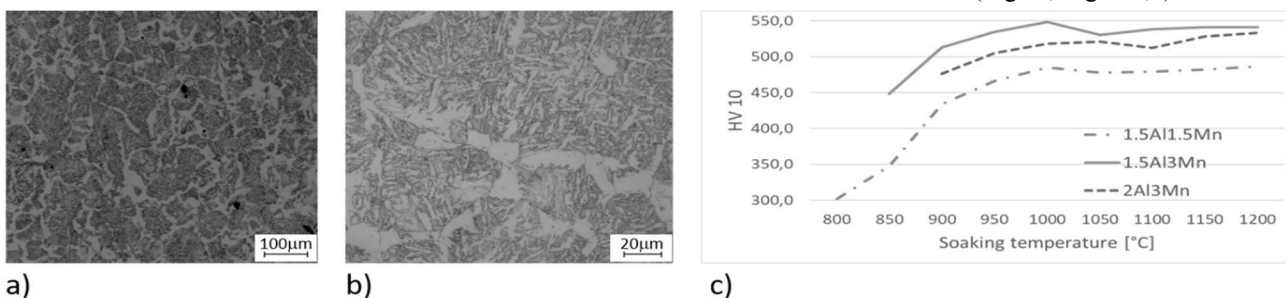 100µm
20µm
550,0
500,0
450,0
400,0
350,0
300,0
HV 10
1.5Al1.5Mn
1.5Al3Mn
2Al3Mn
800 850 900 950 1000 1050 1100 1150 1200
Soaking temperature [°C]
a) b) c)